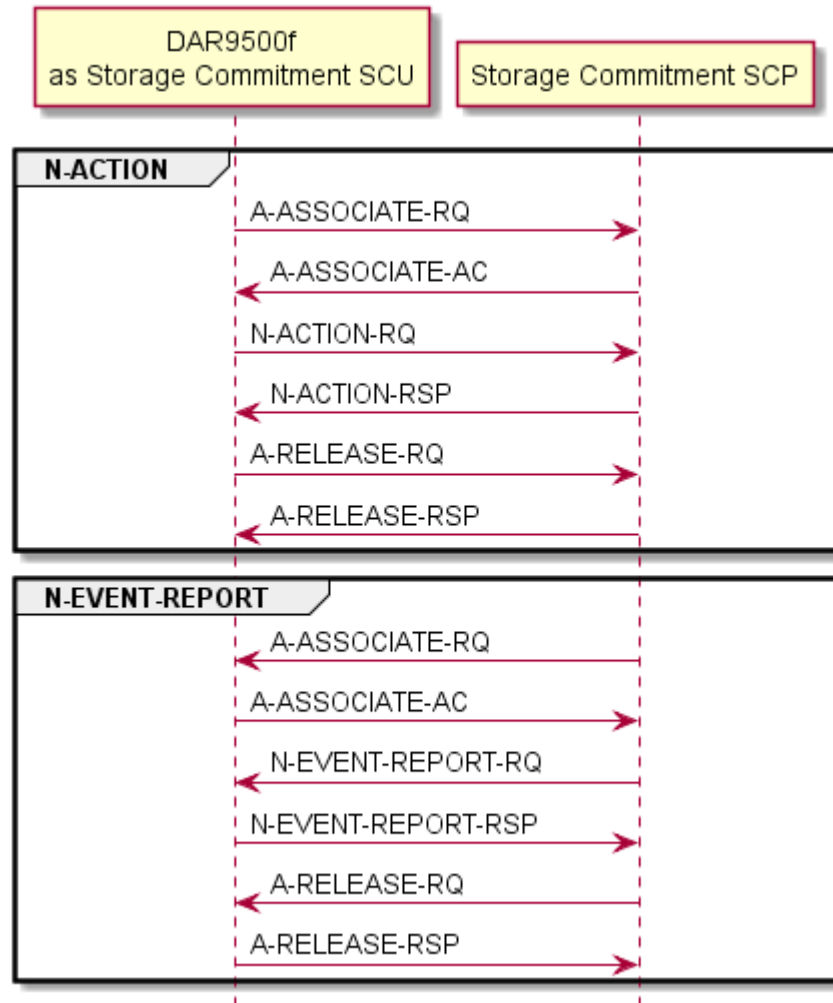 DAR9500f
as Storage Commitment SCU
Storage Commitment SCP
N-ACTION
A-ASSOCIATE-RQ
A-ASSOCIATE-AC
N-ACTION-RQ
N-ACTION-RSP
A-RELEASE-RQ
A-RELEASE-RSP
N-EVENT-REPORT
A-ASSOCIATE-RQ
A-ASSOCIATE-AC
N-EVENT-REPORT-RQ
N-EVENT-REPORT-RSP
A-RELEASE-RQ
A-RELEASE-RSP